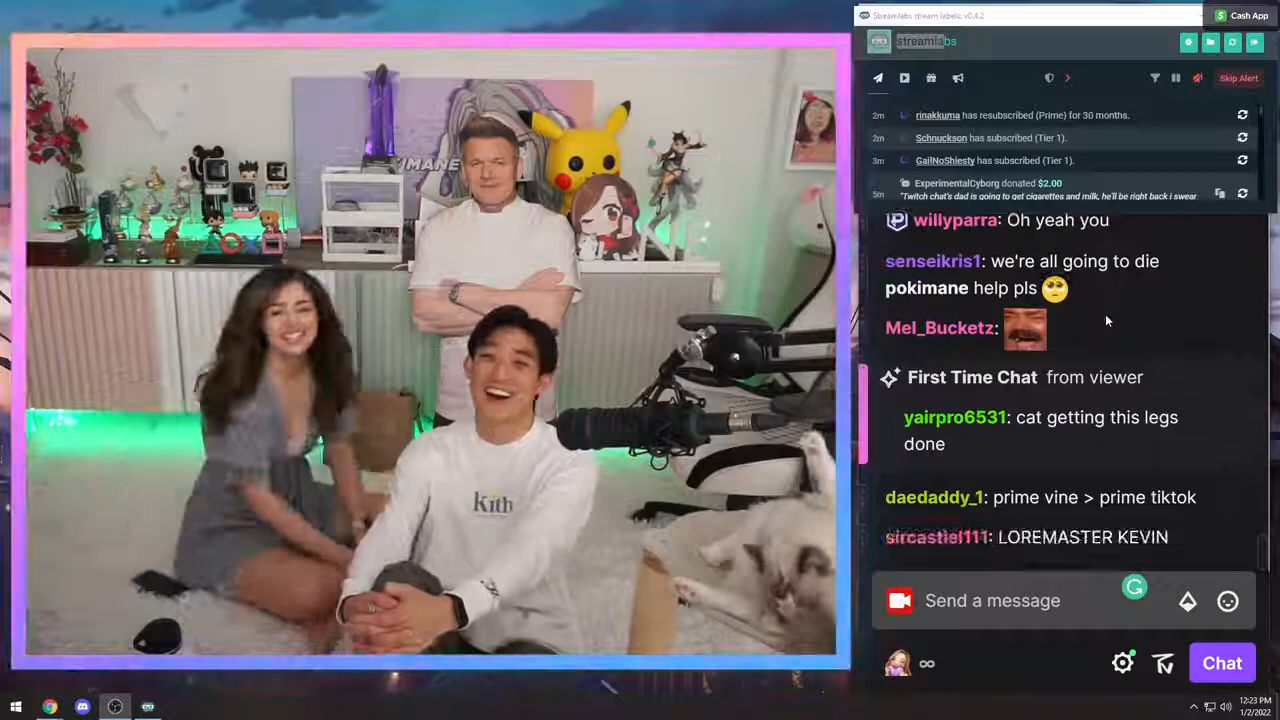 Streamlabs stream labels: v0.4.2
Cash App
streamlabs
Skip Alert
2m rinakkuma has resubscribed (Prime) for 30 months.
2m Schnuckson has subscribed (Tier 1).
3m GailNoShiesty has subscribed (Tier 1).
ExperimentalCyborg donated $2.00
5m "Twitch chat's dad is going to get cigarettes and milk, he'll be right back i swear
willyparra: Oh yeah you
senseikris1: we're all going to die
pokimane help pls
Mel_Bucketz:
First Time Chat from viewer
yairpro6531: cat getting this legs
done
daedaddy_1: prime vine > prime tiktok
sircastiel111: LOREMASTER KEVIN
Send a message
Chat
IMANE
kith
12:23 PM
1/2/2022